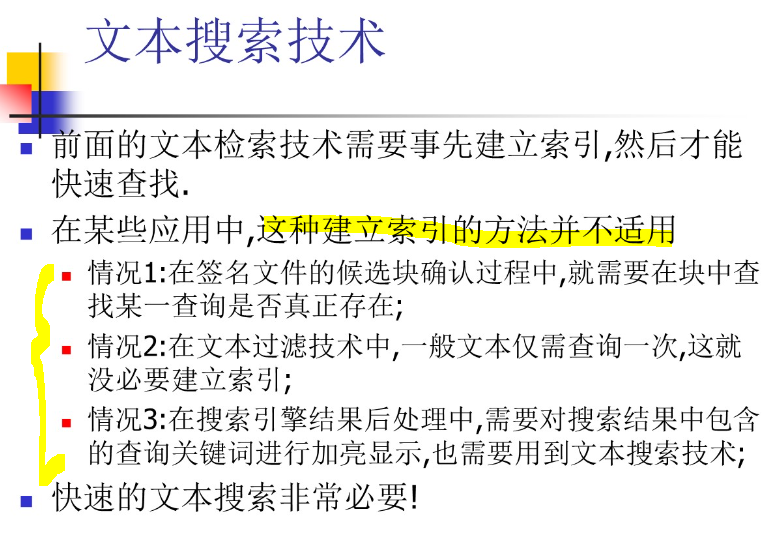 文本搜索技术
前面的文本检索技术需要事先建立索引,然后才能
快速查找.
在某些应用中,这种建立索引的方法并不适用
情况1:在签名文件的候选块确认过程中,就需要在块中查
找某一查询是否真正存在;
情况2:在文本过滤技术中,一般文本仅需查询一次,这就
没必要建立索引;
情况3:在搜索引擎结果后处理中,需要对搜索结果中包含
的查询关键词进行加亮显示,也需要用到文本搜索技术;
快速的文本搜索非常必要!